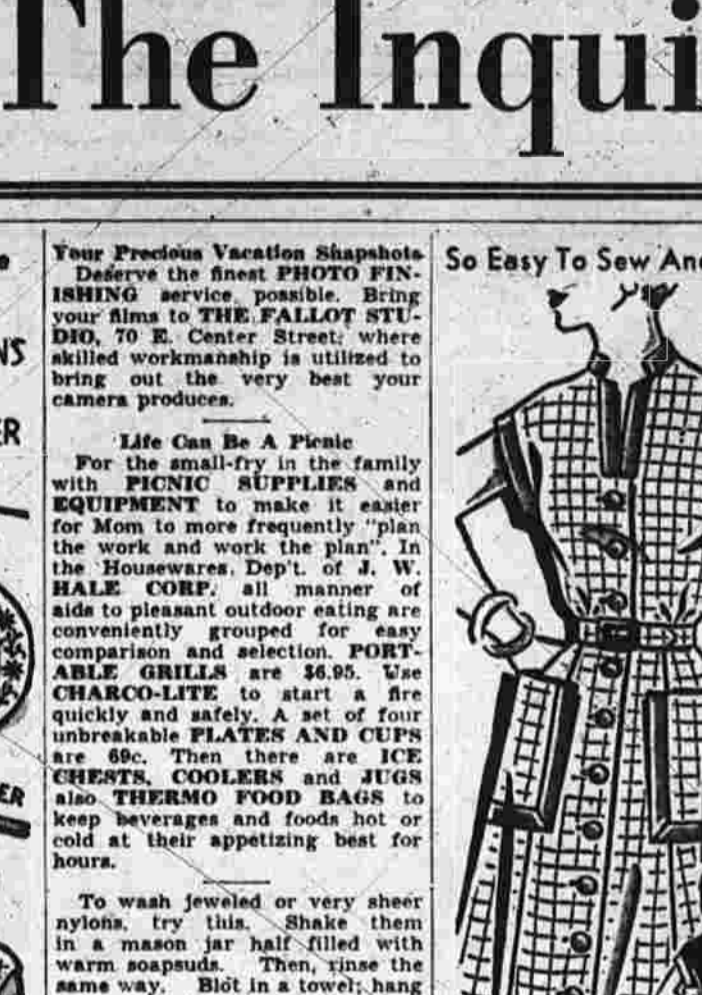 The Inqui
Your Precious Vacation Snapshots
Deserve the finest PHOTO FIN-
ISHING service possible. Bring
your films to THE FALLOT STU-
DIO, 70 E. Center Street; where
skilled workmanship is utilized to
bring out the very best your
camera produces.
Life Can Be A Picnic
For the small-fry in the family
with PICNIC SUPPLIES and
EQUIPMENT to make it easier
for Mom to more frequently "plan
the work and work the plan". In
the Housewares, Dep't. of J. W.
HALE CORP. all manner of
aids to pleasant outdoor eating are
conveniently grouped for easy
comparison and selection. PORT-
ABLE GRILLS are $6.95. Use
CHARCO-LITE to start a fire
quickly and safely. A set of four
unbreakable PLATES AND CUPS
are 69c. Then there are ICE
CHESTS, COOLERS and JUGS
also THERMO FOOD BAGS to
keep beverages and foods hot or
cold at their appetizing best for
hours.
To wash jeweled or very sheer
nylons, try this. Shake them
in a mason jar half filled with
warm soapsuds. Then, rinse the
same way. Blot in a towel; hang
So Easy To Sew And
NS
ER
ER